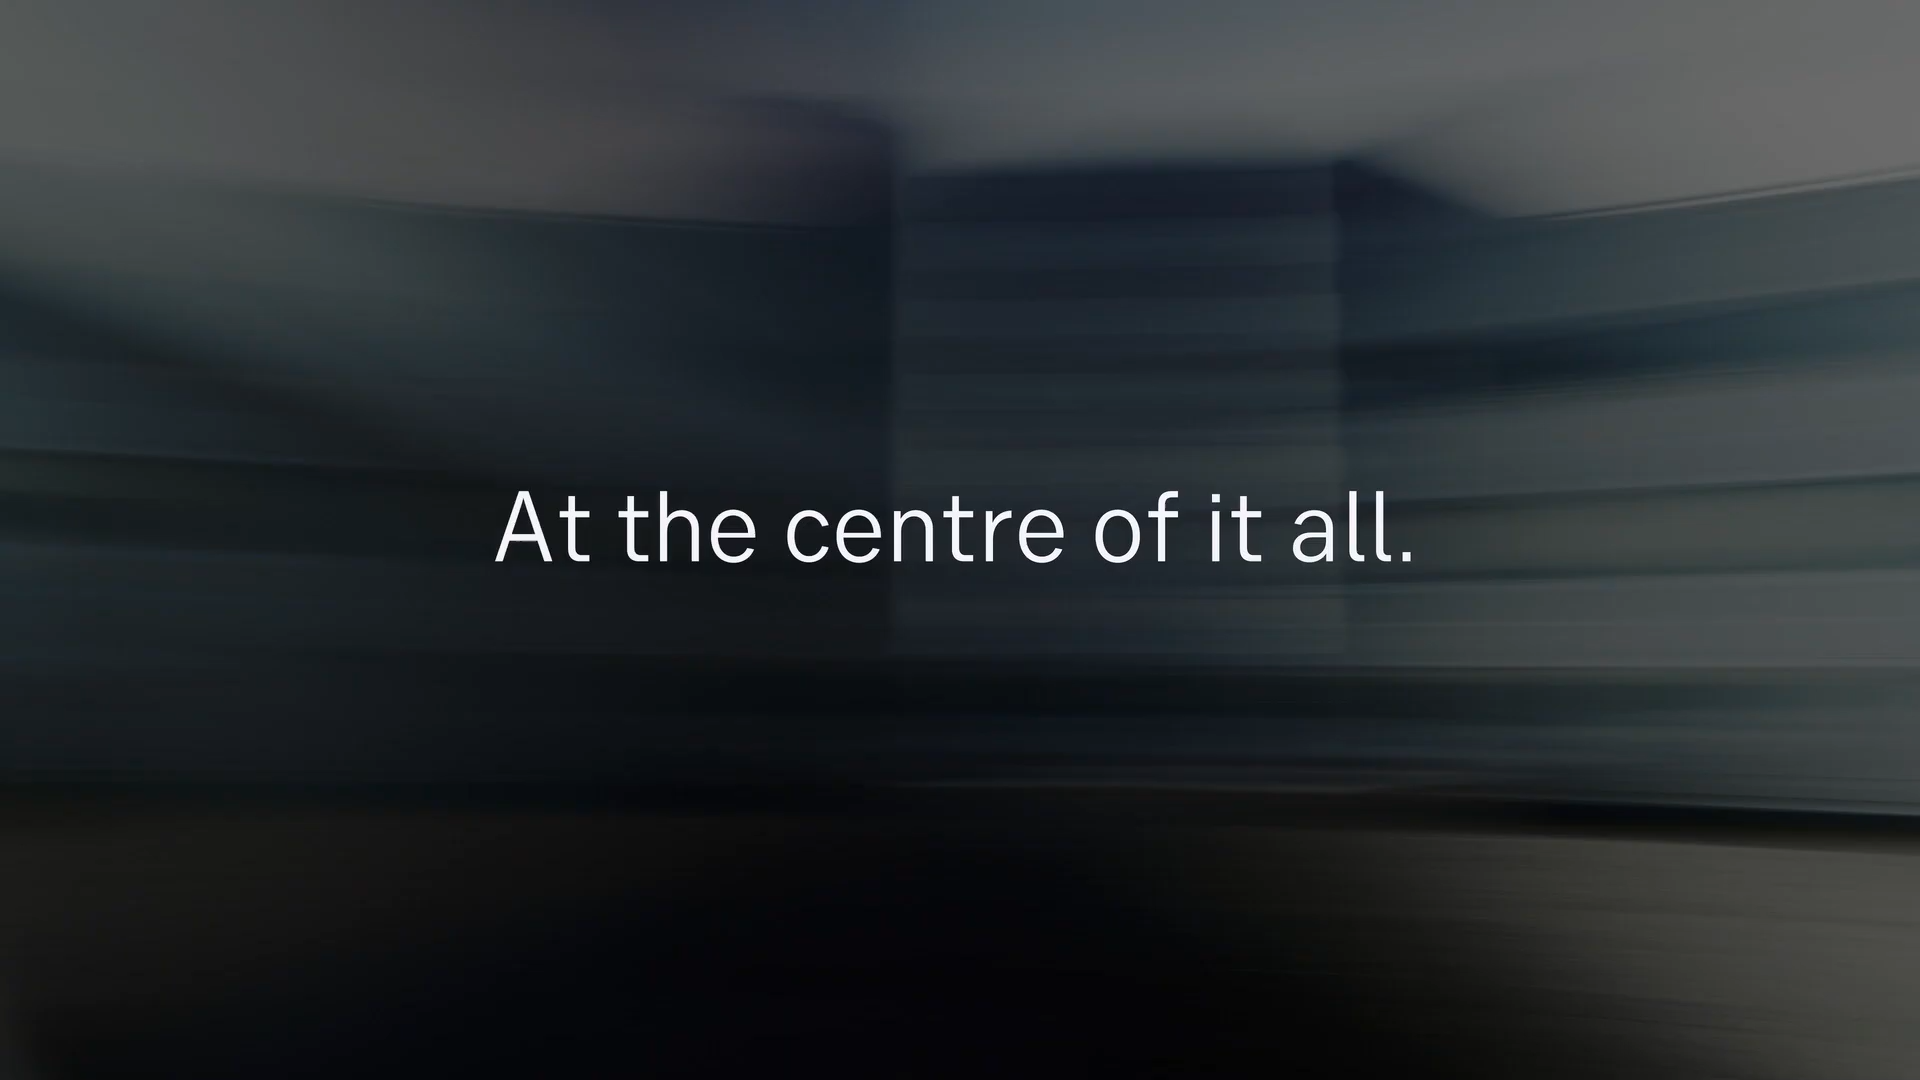 At the centre of it all.